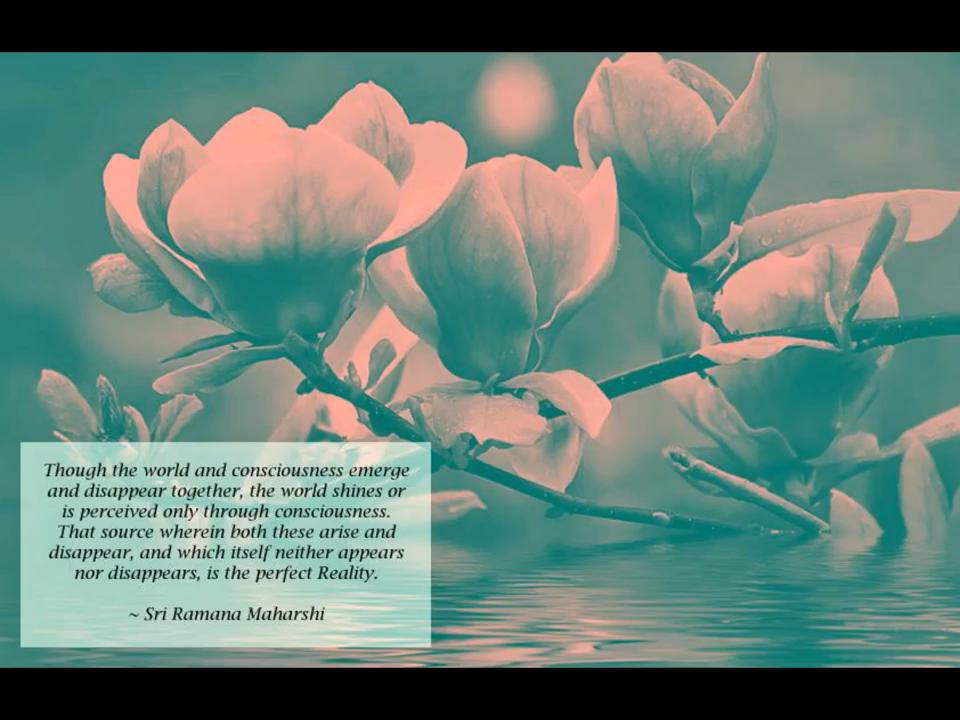 Though the world and consciousness emerge
and disappear together, the world shines or
is perceived only through consciousness.
That source wherein both these arise and
disappear, and which itself neither appears
nor disappears, is the perfect Reality.
~ Sri Ramana Maharshi